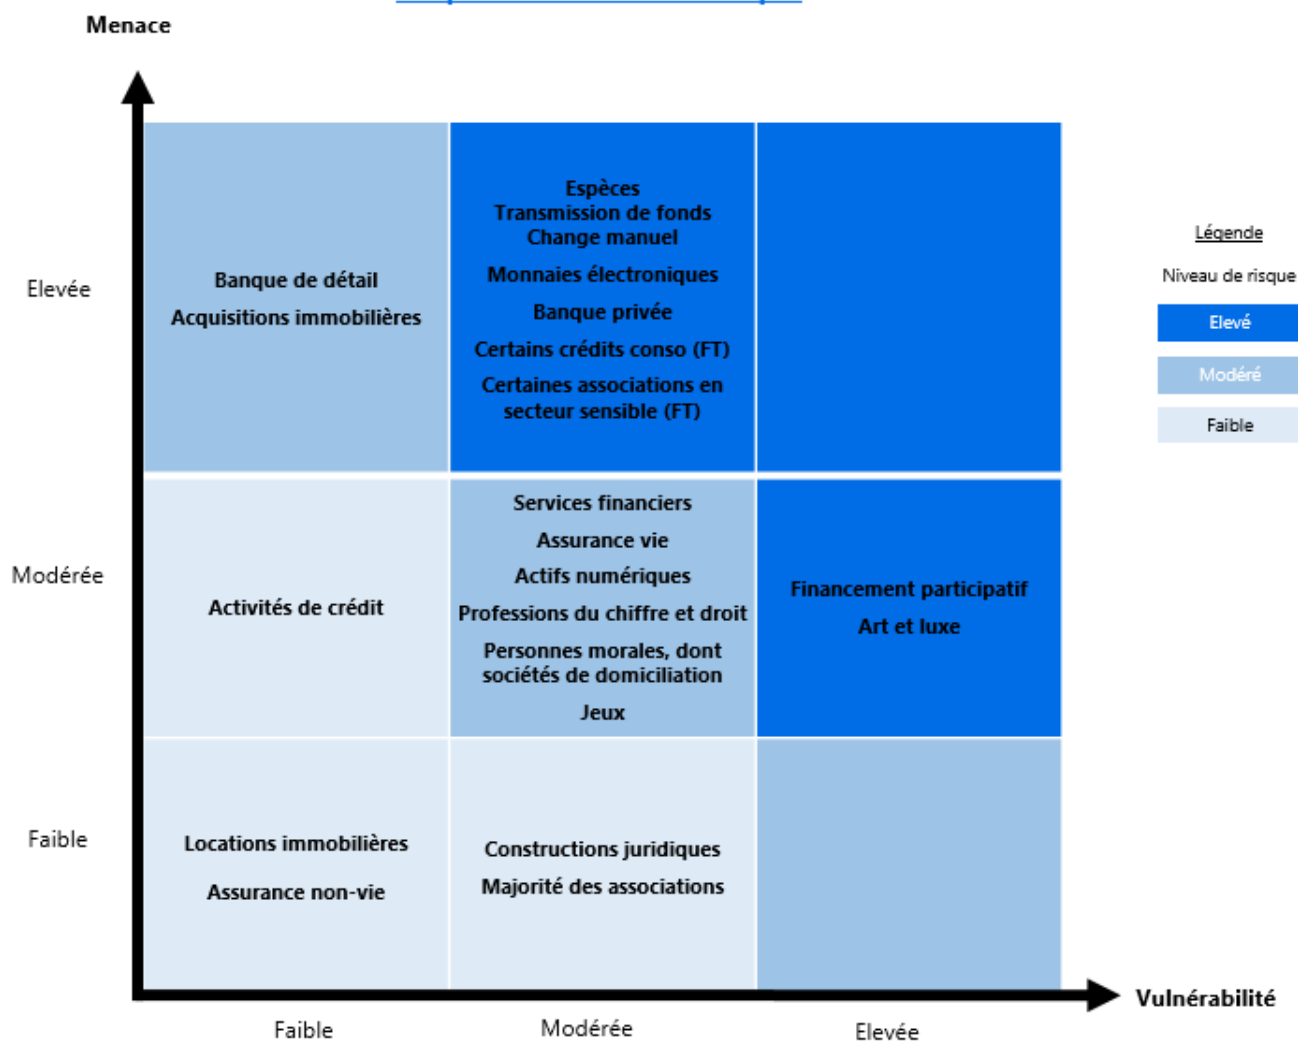 Menace
Elevée
Banque de détail
Acquisitions immobilières
Espèces
Transmission de fonds
Change manuel
Monnaies électroniques
Banque privée
Certains crédits conso (FT)
Certaines associations en
secteur sensible (FT)
Légende
Niveau de risque
Elevé
Modéré
Faible
Modérée
Activités de crédit
Services financiers
Assurance vie
Actifs numériques
Professions du chiffre et droit
Personnes morales, dont
sociétés de domiciliation
Jeux
Financement participatif
Art et luxe
Faible
Locations immobilières
Assurance non-vie
Constructions juridiques
Majorité des associations
Vulnérabilité
Faible
Modérée
Elevée